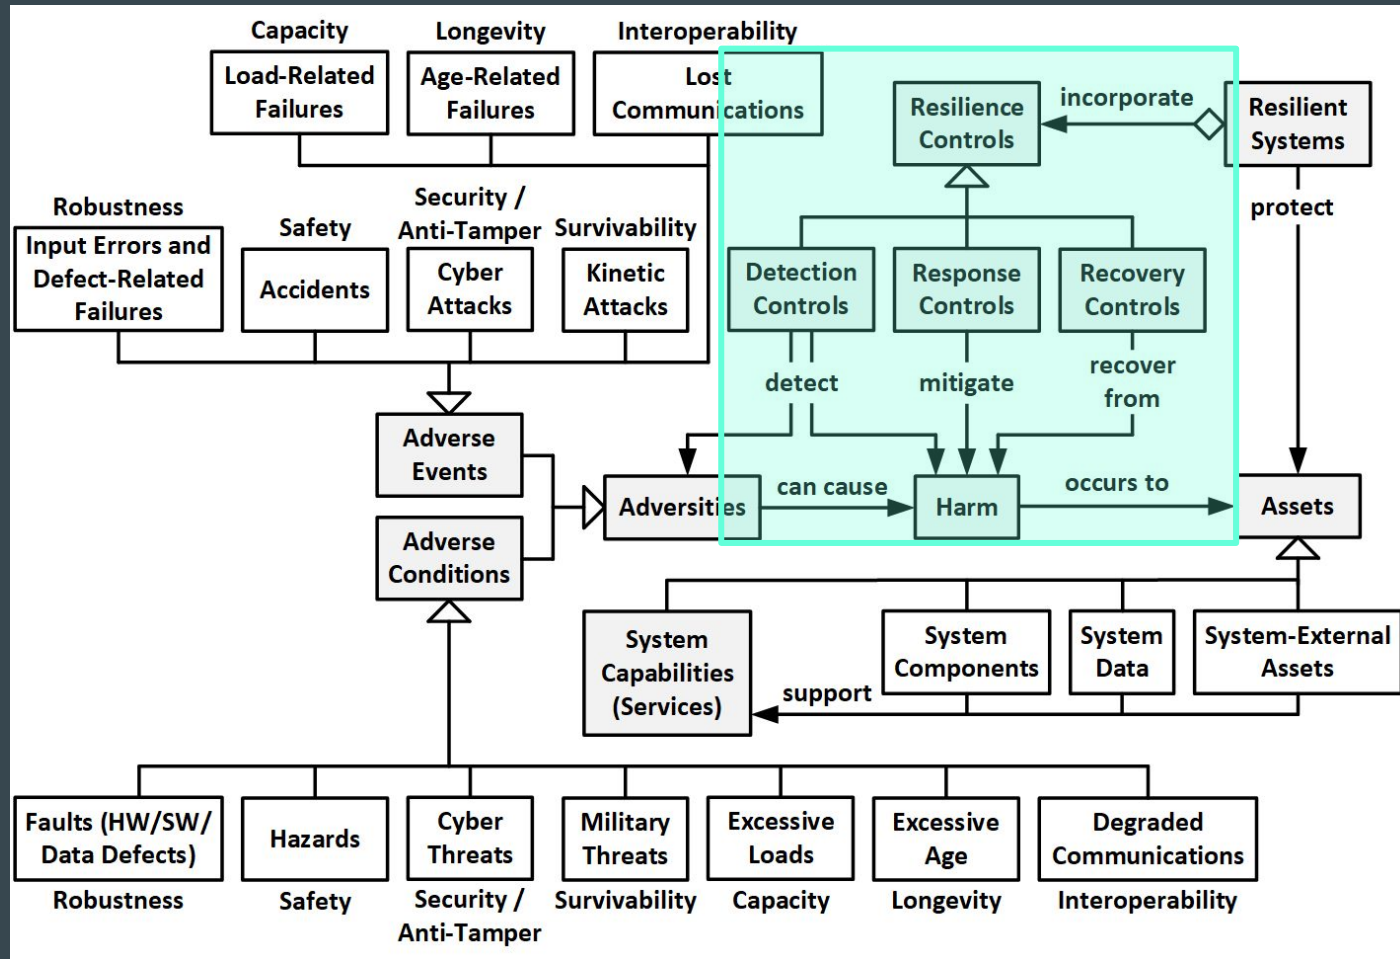 Capacity
Longevity
Interoperability
Load-Related
Failures
Age-Related
Failures
Lost
Communications
Resilience
Controls
incorporate
Resilient
Systems
protect
Robustness
Input Errors and
Defect-Related
Failures
Safety
Accidents
Security /
Anti-Tamper
Cyber
Attacks
Survivability
Kinetic
Attacks
Detection
Controls
Response
Controls
Recovery
Controls
detect
mitigate
recover
from
Adverse
Events
Adverse
Conditions
Adversities
can cause
Harm
occurs to
Assets
System
Capabilities
(Services)
System
Components
System
Data
System-External
Assets
support
Faults (HW/SW/
Data Defects)
Robustness
Hazards
Safety
Cyber
Threats
Security /
Anti-Tamper
Military
Threats
Survivability
Excessive
Loads
Capacity
Excessive
Age
Longevity
Degraded
Communications
Interoperability